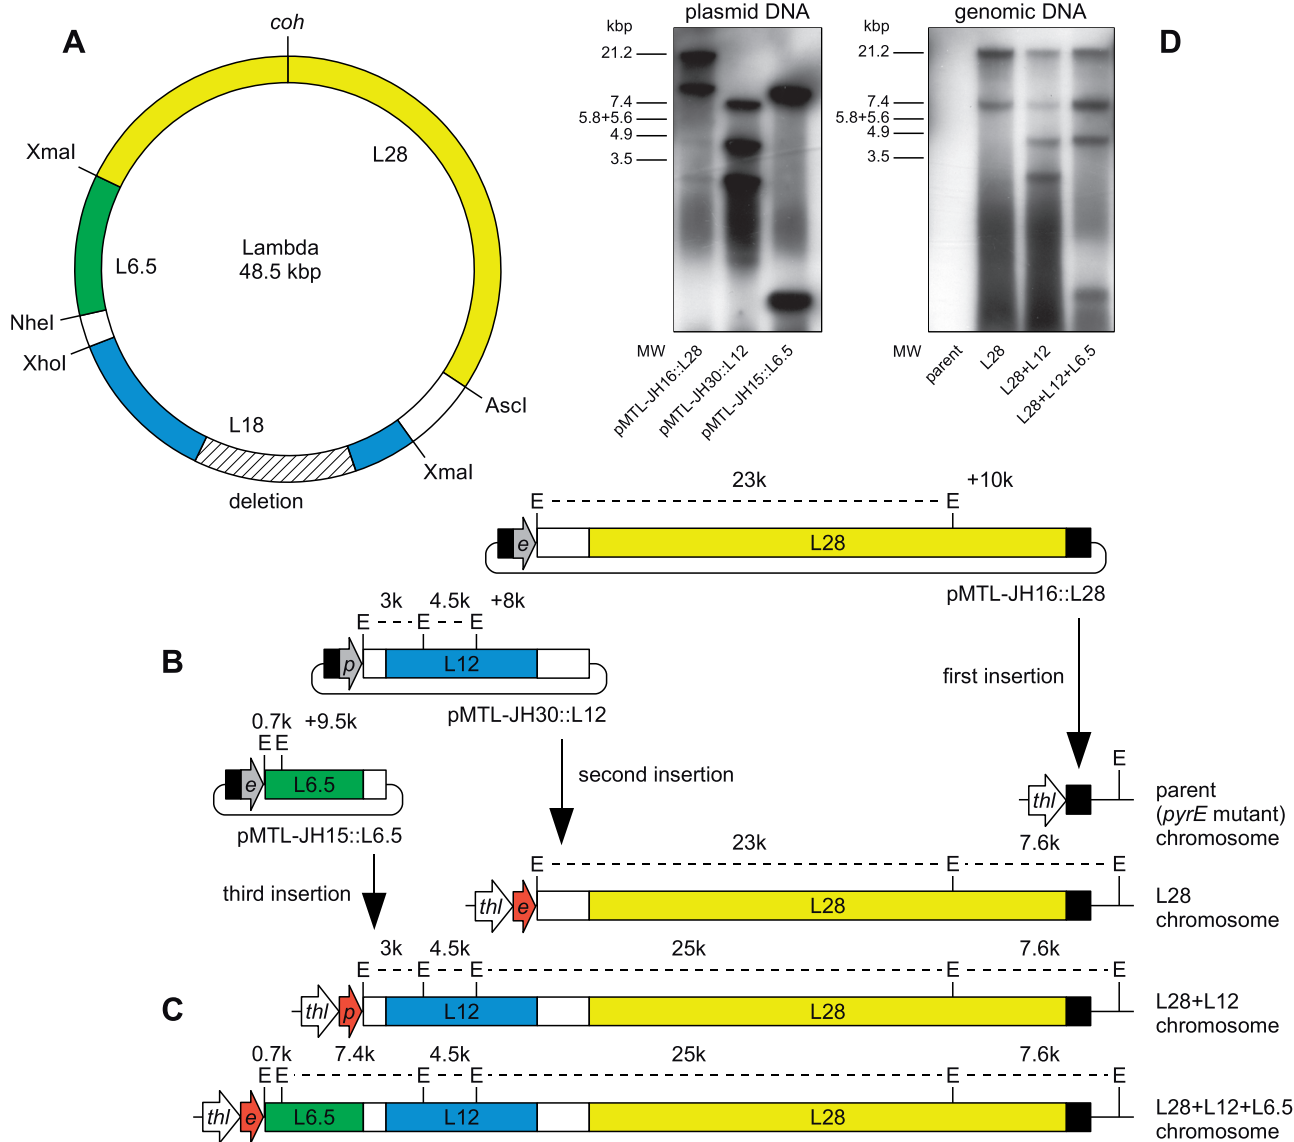 A
coh
XmaI
L28
L6.5
Lambda
48.5 kbp
NheI
XhoI
L18
AscI
XmaI
deletion
plasmid DNA
kbp
21.2
7.4
5.8+5.6
4.9
3.5
MW
pMTL-JH16::L28
pMTL-JH30::L12
pMTL-JH15::L6.5
genomic DNA
D
kbp
21.2
7.4
5.8+5.6
4.9
3.5
MW
parent
L28
L28+L12
L28+L12+L6.5
23k +10k
E E
e L28
pMTL-JH16::L28
B
3k 4.5k +8k
E E E
p L12
pMTL-JH30::L12
first insertion
0.7k +9.5k
E E
e L6.5
pMTL-JH15::L6.5
second insertion
third insertion
E
thl
parent
(pyrE mutant)
chromosome
23k 7.6k
E E E
thl e L28
L28
chromosome
C
3k 4.5k 25k 7.6k
E E E E E
thl p L12 L28
L28+L12
chromosome
0.7k 7.4k 4.5k 25k 7.6k
E E E E E E
thl e L6.5 L12 L28
L28+L12+L6.5
chromosome